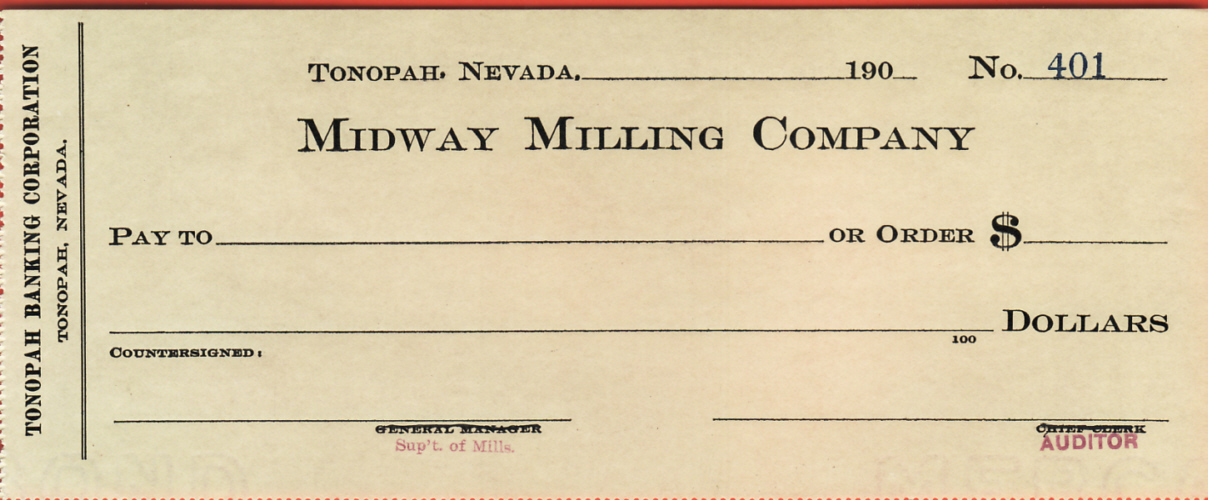 TONOPAH BANKING CORPORATION
TONOPAH, NEVADA.
TONOPAH, NEVADA, 190 No. 401
MIDWAY MILLING COMPANY
PAY TO OR ORDER $
100 DOLLARS
COUNTERSIGNED:
GENERAL MANAGER CHIEF CLERK
Sup't. of Mills. AUDITOR